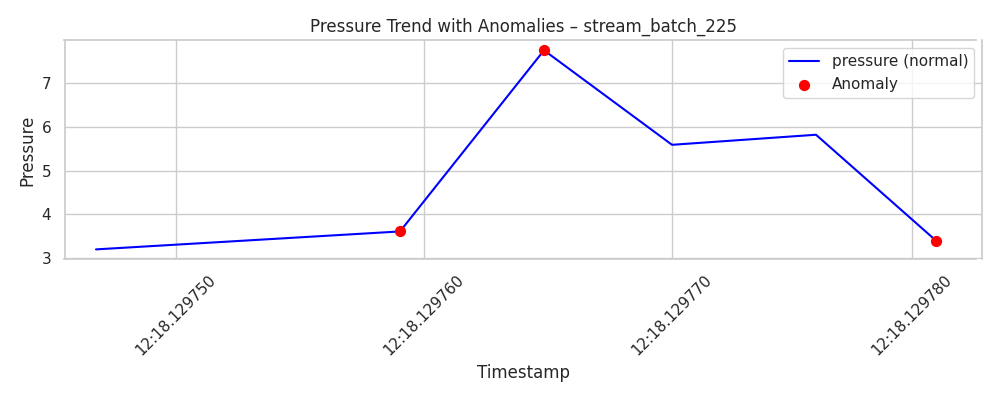 Pressure Trend with Anomalies – stream_batch_225
pressure (normal)
Anomaly
Pressure
7
6
5
4
3
12:18.129750
12:18.129760
12:18.129770
12:18.129780
Timestamp